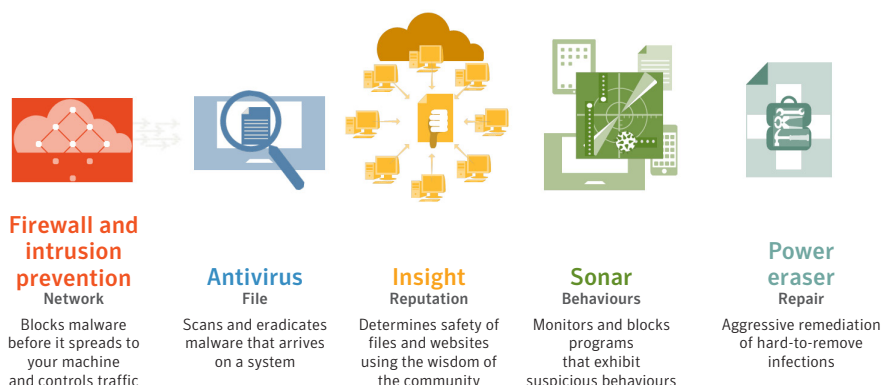 Firewall and
intrusion
prevention
Network
Blocks malware
before it spreads to
your machine
and controls traffic
Antivirus
File
Scans and eradicates
malware that arrives
on a system
Insight
Reputation
Determines safety of
files and websites
using the wisdom of
the community
Sonar
Behaviours
Monitors and blocks
programs
that exhibit
suspicious behaviours
Power
eraser
Repair
Aggressive remediation
of hard-to-remove
infections